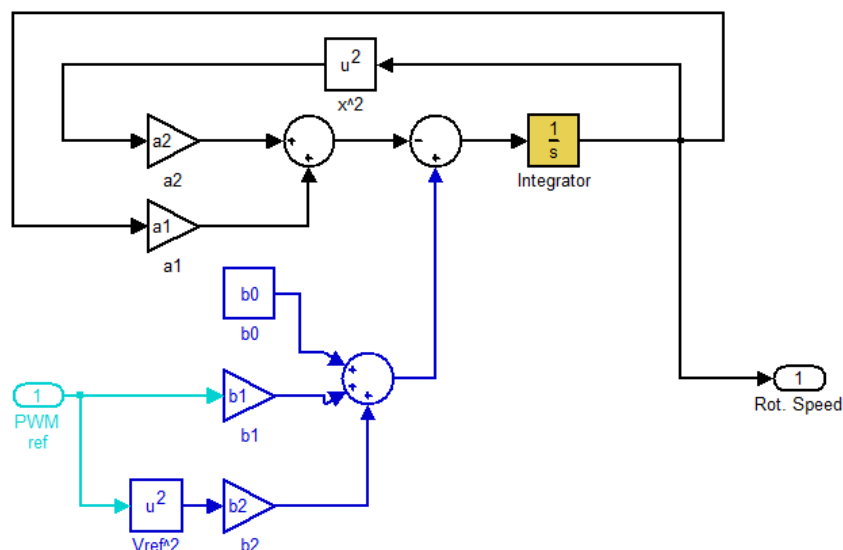 u2
x^2
a2
+
+
-
+
1
s
a2
Integrator
a1
a1
b0
b0
+
+
+
1
PWM
ref
b1
b1
1
Rot. Speed
u2
Vref^2
b2
b2